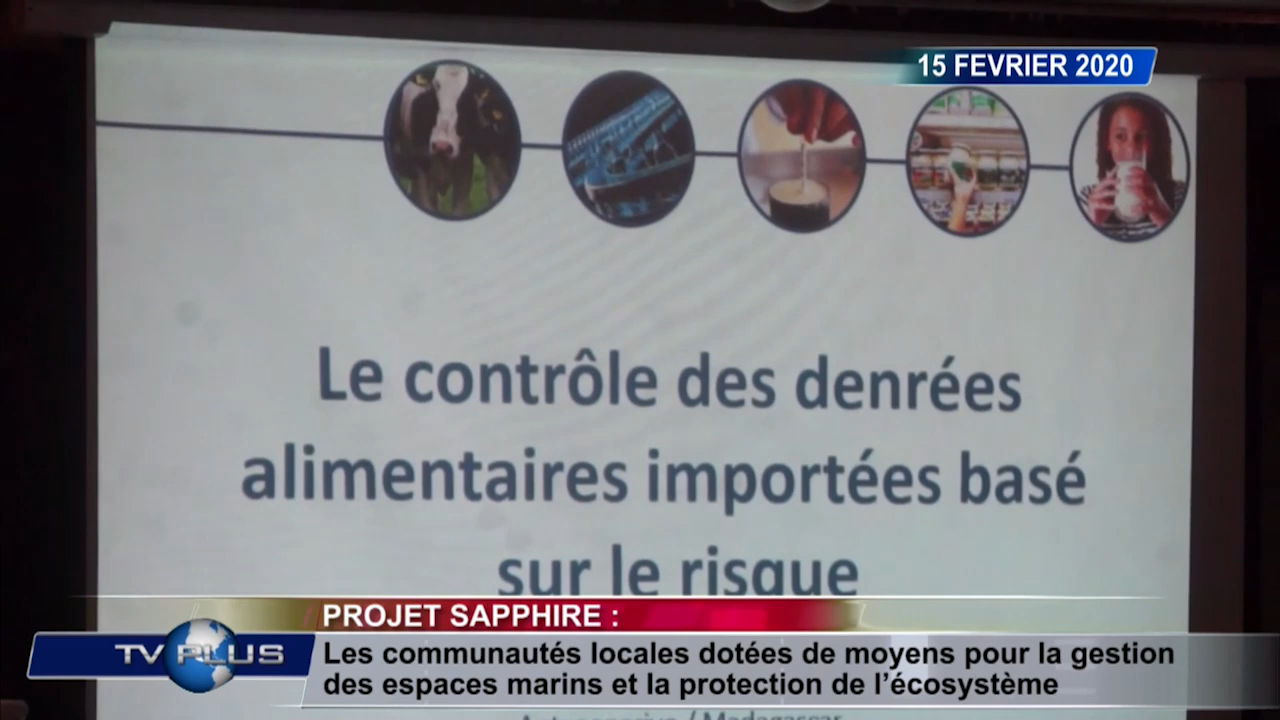 15 FEVRIER 2020
Le contrôle des denrées
alimentaires importées basé
sur le risque
PROJET SAPPHIRE :
TV PLUS
Les communautés locales dotées de moyens pour la gestion
des espaces marins et la protection de l'écosystème